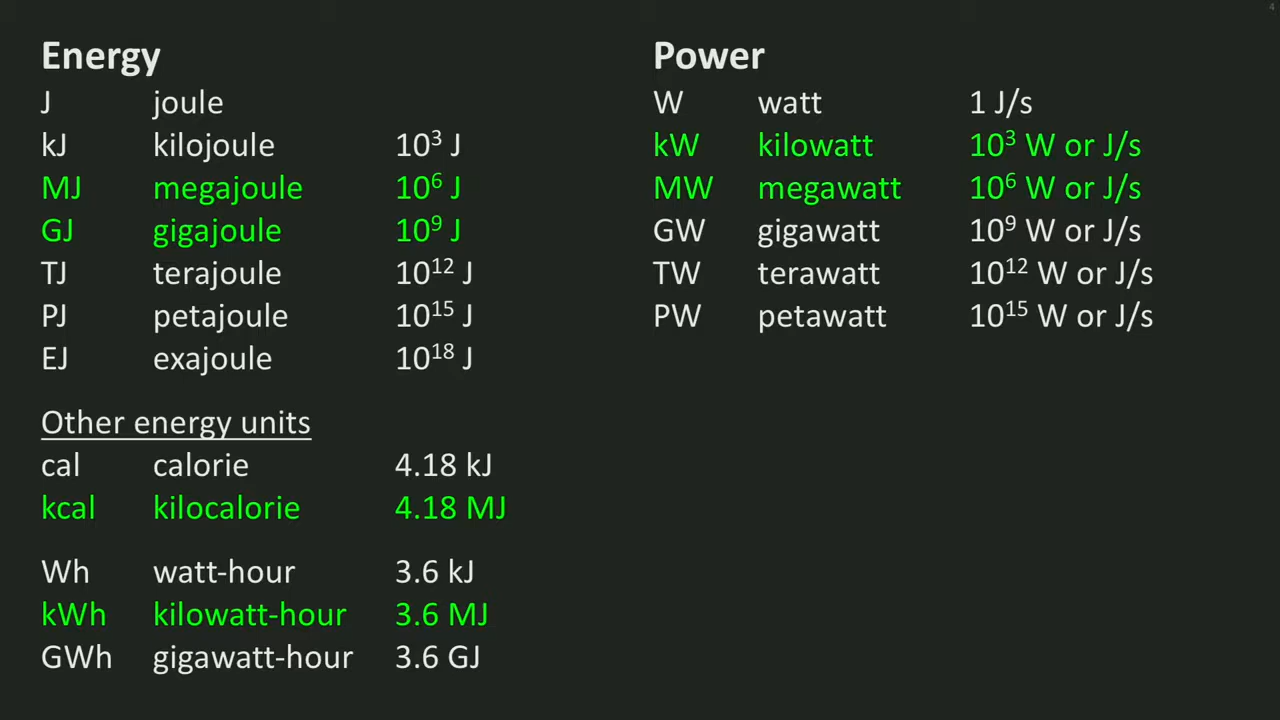 4
Energy
J joule
kJ kilojoule 10³ J
MJ megajoule 10⁶ J
GJ gigajoule 10⁹ J
TJ terajoule 10¹² J
PJ petajoule 10¹⁵ J
EJ exajoule 10¹⁸ J
Other energy units
cal calorie 4.18 kJ
kcal kilocalorie 4.18 MJ
Wh watt-hour 3.6 kJ
kWh kilowatt-hour 3.6 MJ
GWh gigawatt-hour 3.6 GJ
Power
W watt 1 J/s
kW kilowatt 10³ W or J/s
MW megawatt 10⁶ W or J/s
GW gigawatt 10⁹ W or J/s
TW terawatt 10¹² W or J/s
PW petawatt 10¹⁵ W or J/s